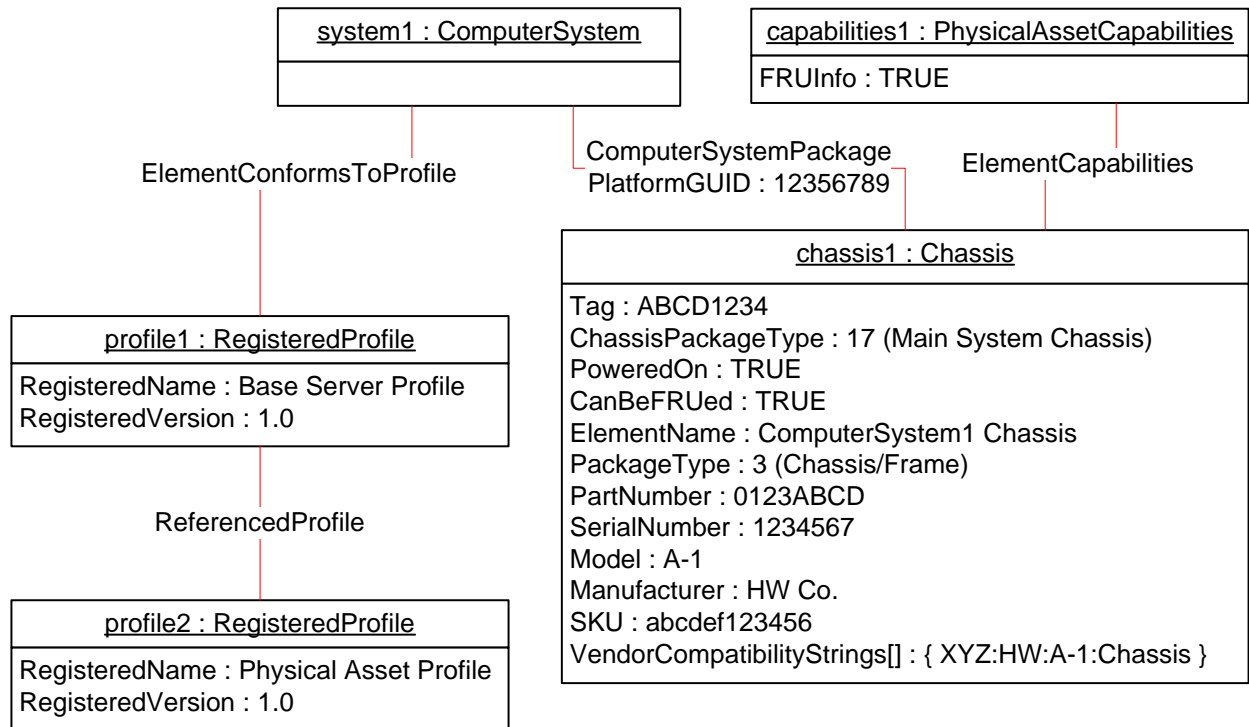 system1 : ComputerSystem
capabilities1 : PhysicalAssetCapabilities
FRUInfo : TRUE
ElementConformsToProfile
ComputerSystemPackage
PlatformGUID : 12356789
ElementCapabilities
profile1 : RegisteredProfile
RegisteredName : Base Server Profile
RegisteredVersion : 1.0
ReferencedProfile
profile2 : RegisteredProfile
RegisteredName : Physical Asset Profile
RegisteredVersion : 1.0
chassis1 : Chassis
Tag : ABCD1234
ChassisPackageType : 17 (Main System Chassis)
PoweredOn : TRUE
CanBeFRUed : TRUE
ElementName : ComputerSystem1 Chassis
PackageType : 3 (Chassis/Frame)
PartNumber : 0123ABCD
SerialNumber : 1234567
Model : A-1
Manufacturer : HW Co.
SKU : abcdef123456
VendorCompatibilityStrings[] : { XYZ:HW:A-1:Chassis }